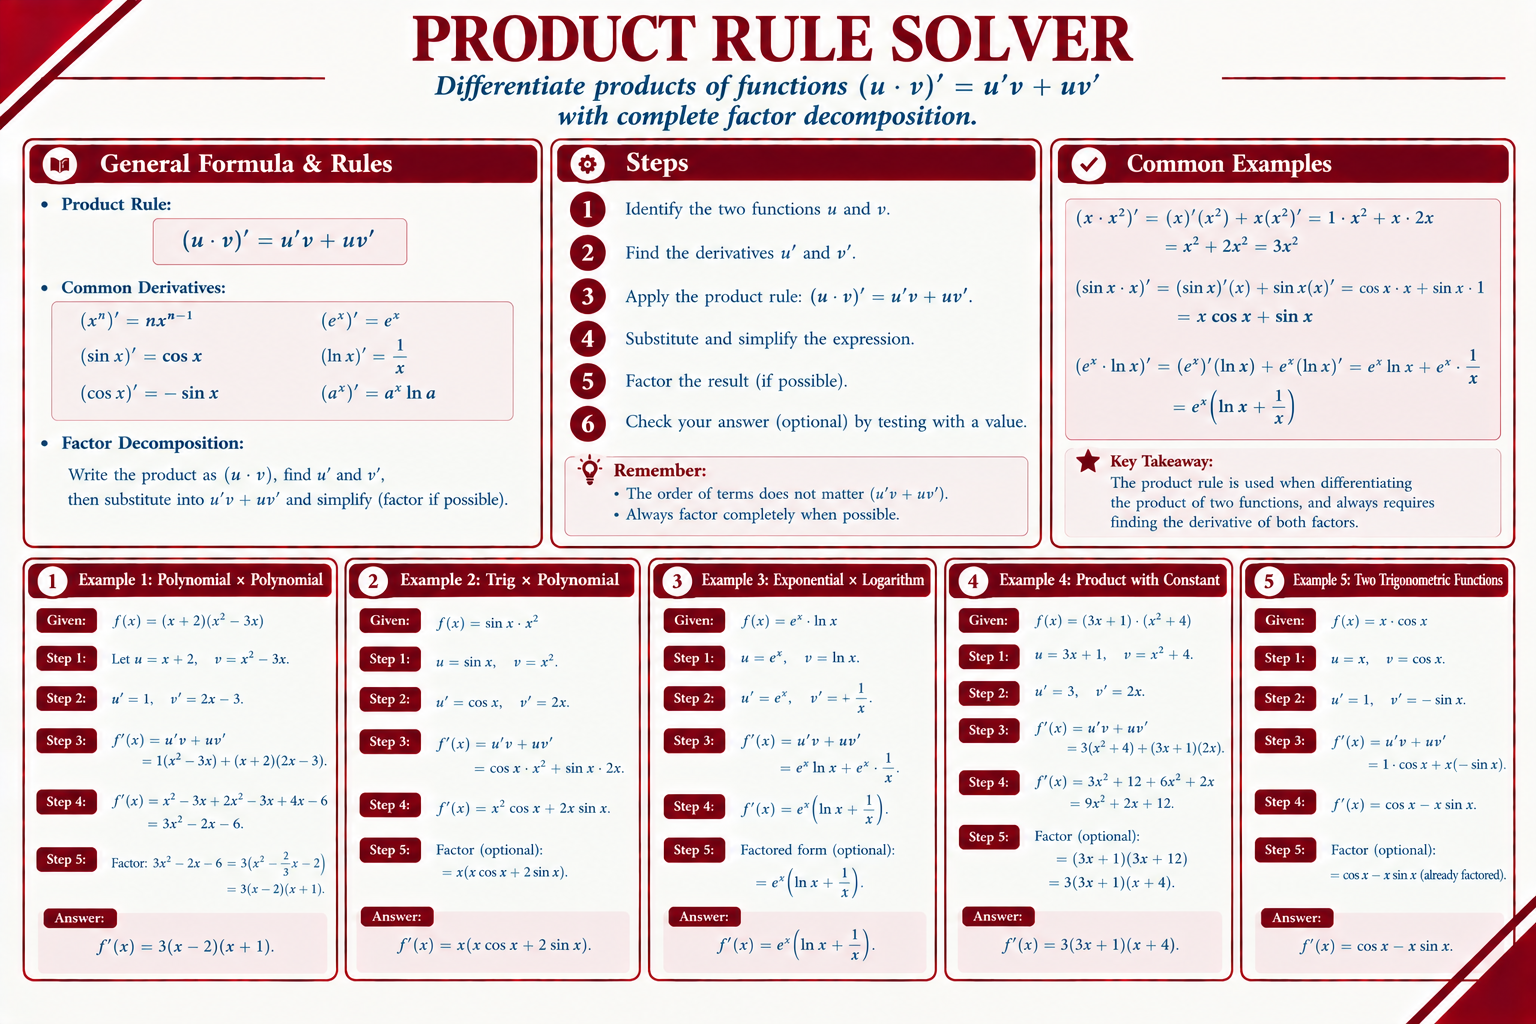 PRODUCT RULE SOLVER
Differentiate products of functions (u · v)′ = u′v + uv′
with complete factor decomposition.
General Formula & Rules
• Product Rule:
(u · v)′ = u′v + uv′
• Common Derivatives:
(xⁿ)′ = nxⁿ⁻¹ (eˣ)′ = eˣ
(sin x)′ = cos x (ln x)′ = 1/x
(cos x)′ = − sin x (aˣ)′ = aˣ ln a
• Factor Decomposition:
Write the product as (u · v), find u′ and v′,
then substitute into u′v + uv′ and simplify (factor if possible).
Steps
1 Identify the two functions u and v.
2 Find the derivatives u′ and v′.
3 Apply the product rule: (u · v)′ = u′v + uv′.
4 Substitute and simplify the expression.
5 Factor the result (if possible).
6 Check your answer (optional) by testing with a value.
Remember:
• The order of terms does not matter (u′v + uv′).
• Always factor completely when possible.
Common Examples
(x · x²)′ = (x)′(x²) + x(x²)′ = 1 · x² + x · 2x
= x² + 2x² = 3x²
(sin x · x)′ = (sin x)′(x) + sin x(x)′ = cos x · x + sin x · 1
= x cos x + sin x
(eˣ · ln x)′ = (eˣ)′(ln x) + eˣ(ln x)′ = eˣ ln x + eˣ · 1/x
= eˣ(ln x + 1/x)
Key Takeaway:
The product rule is used when differentiating
the product of two functions, and always requires
finding the derivative of both factors.
1 Example 1: Polynomial × Polynomial
Given: f(x) = (x + 2)(x² − 3x)
Step 1: Let u = x + 2, v = x² − 3x.
Step 2: u′ = 1, v′ = 2x − 3.
Step 3: f′(x) = u′v + uv′
= 1(x² − 3x) + (x + 2)(2x − 3).
Step 4: f′(x) = x² − 3x + 2x² − 3x + 4x − 6
= 3x² − 2x − 6.
Step 5: Factor: 3x² − 2x − 6 = 3(x² − 2/3 x − 2)
= 3(x − 2)(x + 1).
Answer:
f′(x) = 3(x − 2)(x + 1).
2 Example 2: Trig × Polynomial
Given: f(x) = sin x · x²
Step 1: u = sin x, v = x².
Step 2: u′ = cos x, v′ = 2x.
Step 3: f′(x) = u′v + uv′
= cos x · x² + sin x · 2x.
Step 4: f′(x) = x² cos x + 2x sin x.
Step 5: Factor (optional):
= x(x cos x + 2 sin x).
Answer:
f′(x) = x(x cos x + 2 sin x).
3 Example 3: Exponential × Logarithm
Given: f(x) = eˣ · ln x
Step 1: u = eˣ, v = ln x.
Step 2: u′ = eˣ, v′ = + 1/x.
Step 3: f′(x) = u′v + uv′
= eˣ ln x + eˣ · 1/x.
Step 4: f′(x) = eˣ(ln x + 1/x).
Step 5: Factored form (optional):
= eˣ(ln x + 1/x).
Answer:
f′(x) = eˣ(ln x + 1/x).
4 Example 4: Product with Constant
Given: f(x) = (3x + 1) · (x² + 4)
Step 1: u = 3x + 1, v = x² + 4.
Step 2: u′ = 3, v′ = 2x.
Step 3: f′(x) = u′v + uv′
= 3(x² + 4) + (3x + 1)(2x).
Step 4: f′(x) = 3x² + 12 + 6x² + 2x
= 9x² + 2x + 12.
Step 5: Factor (optional):
= (3x + 1)(3x + 12)
= 3(3x + 1)(x + 4).
Answer:
f′(x) = 3(3x + 1)(x + 4).
5 Example 5: Two Trigonometric Functions
Given: f(x) = x · cos x
Step 1: u = x, v = cos x.
Step 2: u′ = 1, v′ = − sin x.
Step 3: f′(x) = u′v + uv′
= 1 · cos x + x(− sin x).
Step 4: f′(x) = cos x − x sin x.
Step 5: Factor (optional):
= cos x − x sin x (already factored).
Answer:
f′(x) = cos x − x sin x.